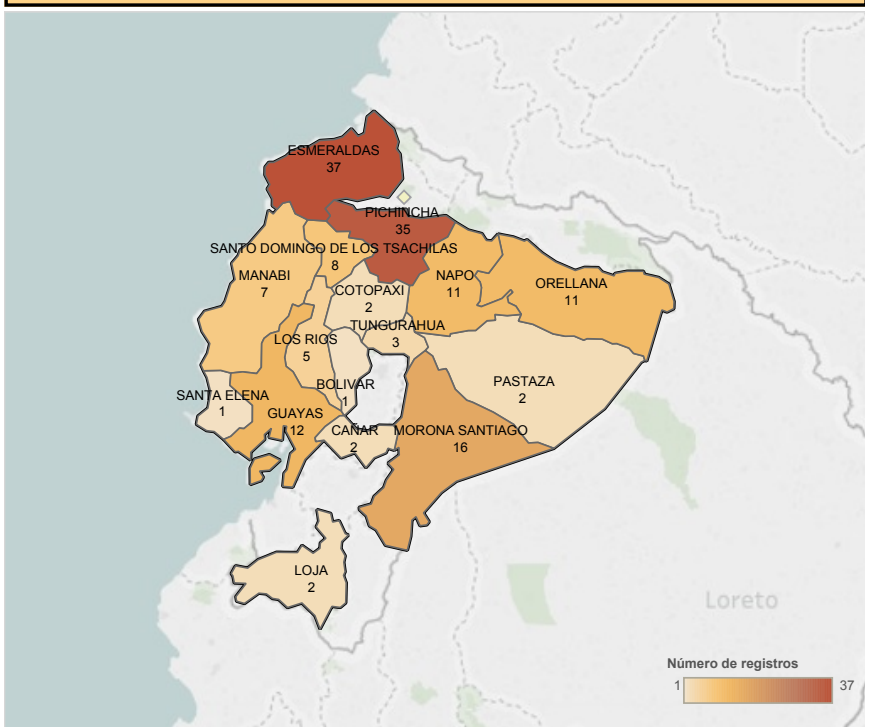 ESMERALDAS
37
PICHINCHA
35
SANTO DOMINGO DE LOS TSACHILAS
8
MANABI
7
NAPO
11
ORELLANA
11
COTOPAXI
2
TUNGURAHUA
3
LOS RIOS
5
BOLIVAR
1
PASTAZA
2
SANTA ELENA
1
GUAYAS
12
CAÑAR
2
MORONA SANTIAGO
16
LOJA
2
Loreto
Número de registros
1 37